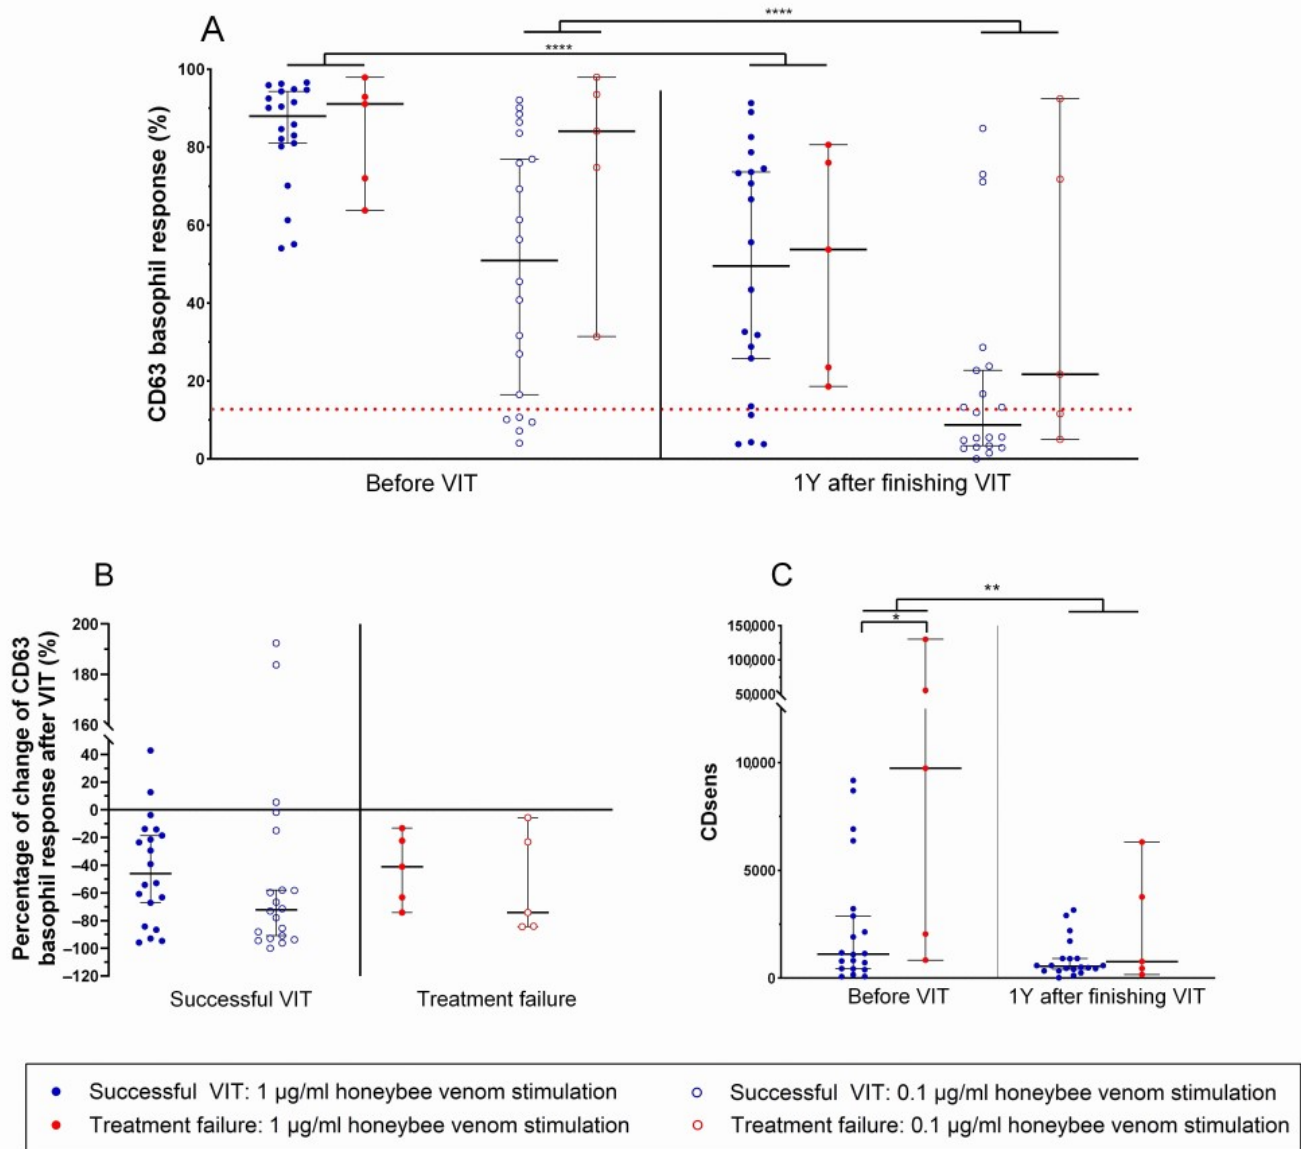 A
****
****
CD63 basophil response (%)
100
80
60
40
20
0
Before VIT
1Y after finishing VIT
B
Percentage of change of CD63
basophil response after VIT (%)
200
180
160
40
20
0
−20
−40
−60
−80
−100
−120
Successful VIT
Treatment failure
C
**
*
CDsens
150,000
100,000
50,000
10,000
5000
0
Before VIT
1Y after finishing VIT
Successful VIT: 1 µg/ml honeybee venom stimulation
Successful VIT: 0.1 µg/ml honeybee venom stimulation
Treatment failure: 1 µg/ml honeybee venom stimulation
Treatment failure: 0.1 µg/ml honeybee venom stimulation